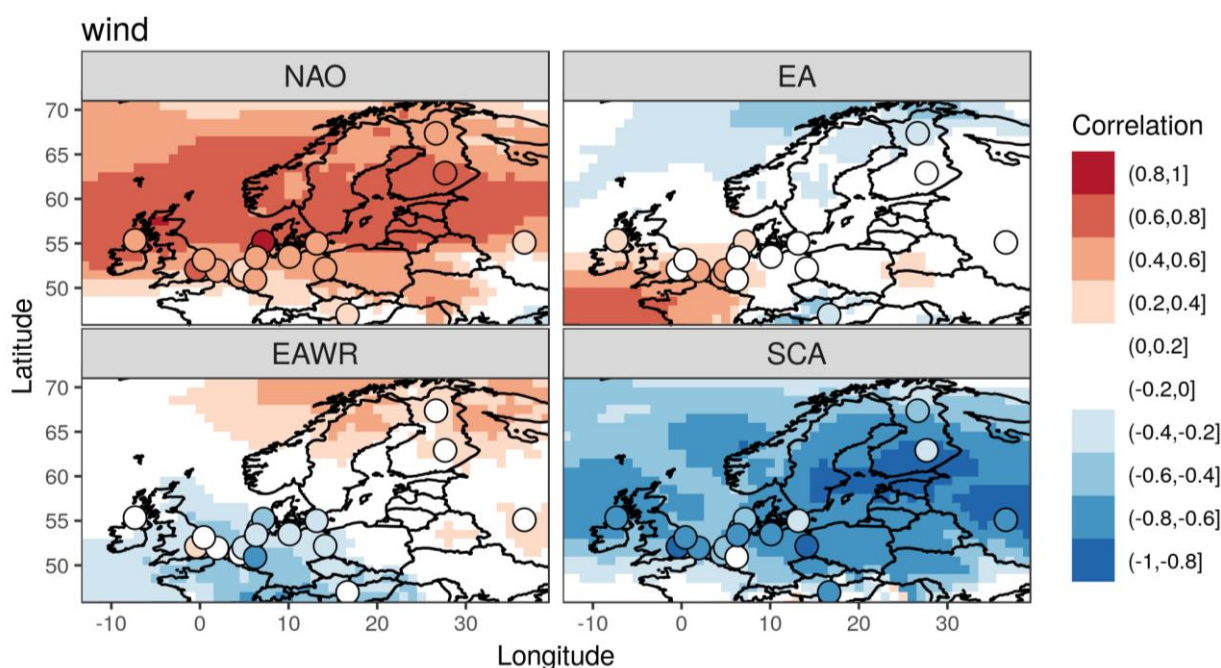 wind
NAO
EA
70
65
60
55
50
EAWR
SCA
70
65
60
55
50
-10 0 10 20 30
-10 0 10 20 30
Latitude
Longitude
Correlation
(0.8,1]
(0.6,0.8]
(0.4,0.6]
(0.2,0.4]
(0,0.2]
(-0.2,0]
(-0.4,-0.2]
(-0.6,-0.4]
(-0.8,-0.6]
(-1,-0.8]